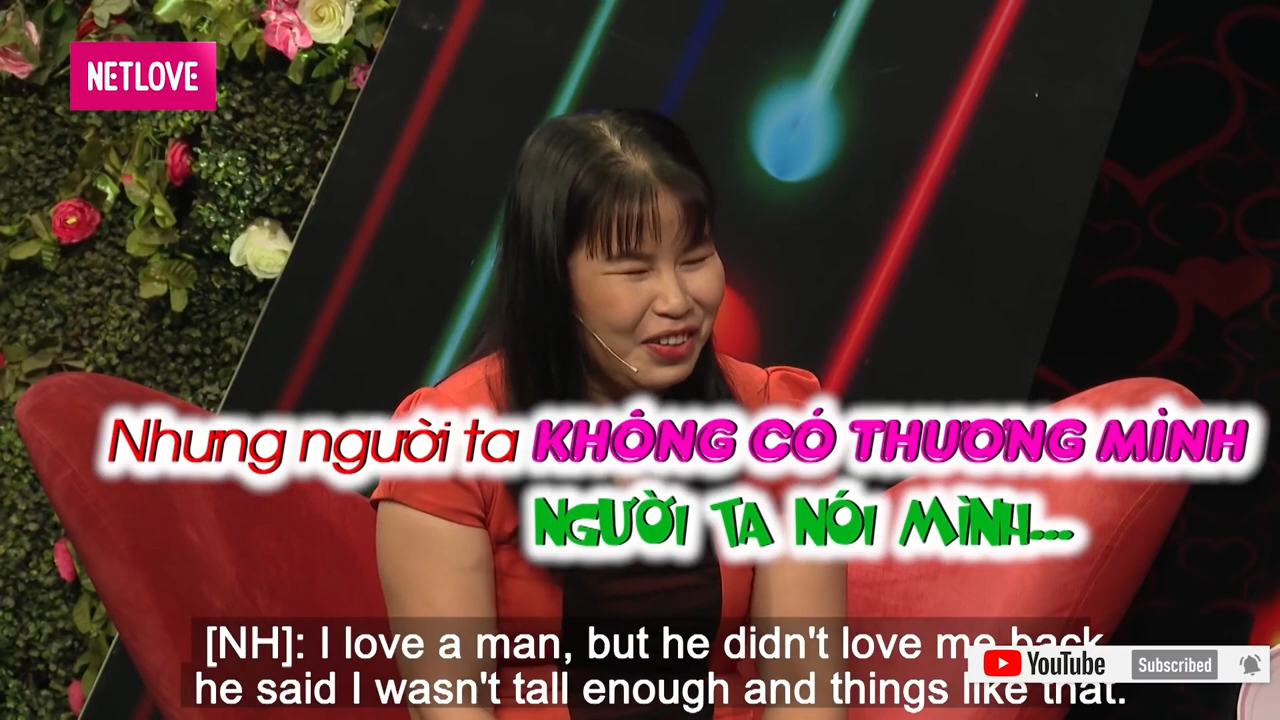 NETLOVE
Nhưng người ta KHÔNG CÓ THƯƠNG MÌNH
NGƯỜI TA NÓI MÌNH...
[NH]: I love a man, but he didn't love me back,
he said I wasn't tall enough and things like that.
YouTube
Subscribed